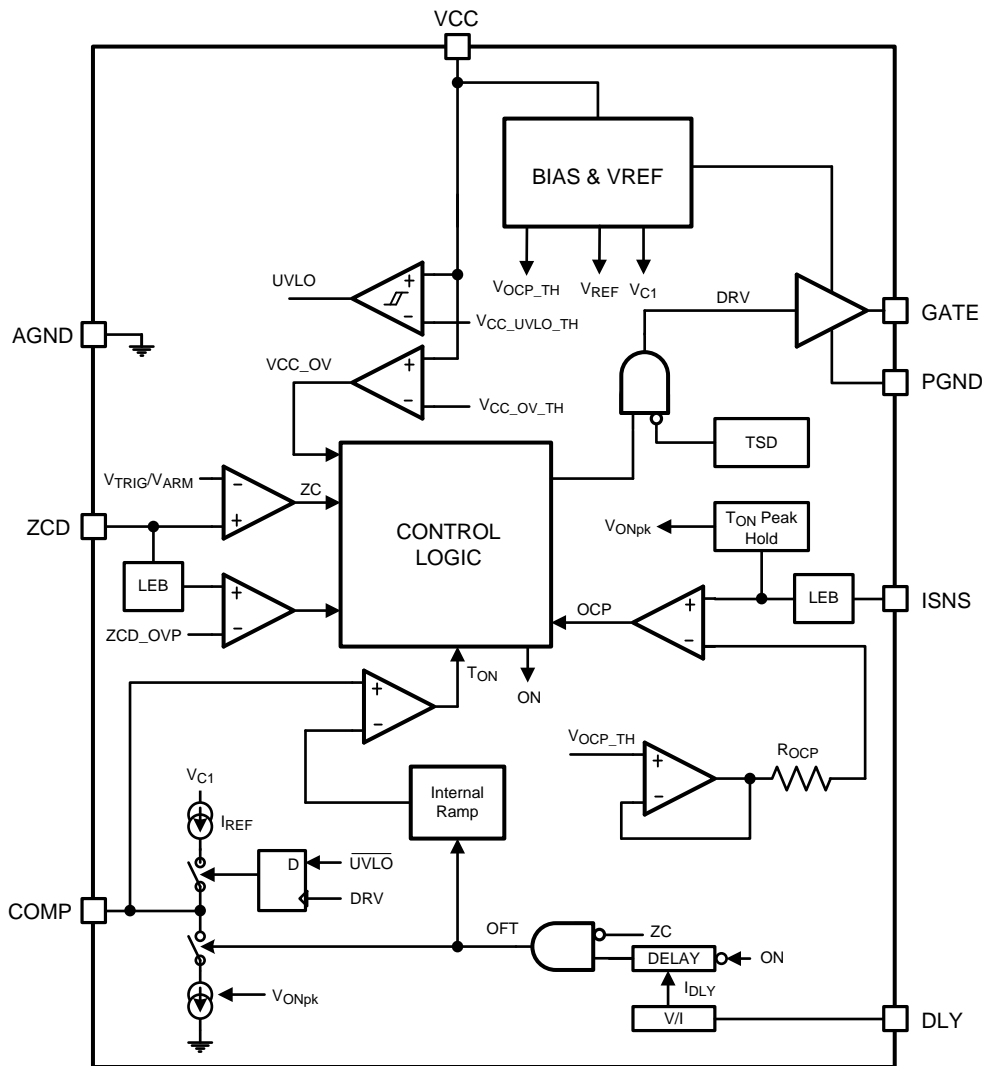 VCC
BIAS & VREF
UVLO
+
−
VCC_UVLO_TH
VOCP_TH
VREF
VC1
DRV
GATE
AGND
PGND
VCC_OV
+
−
VCC_OV_TH
TSD
VTRIG/VARM
−
+
ZC
ZCD
CONTROL
LOGIC
VONpk
TON Peak
Hold
LEB
+
−
ZCD_OVP
OCP
+
−
LEB
ISNS
TON
ON
+
−
VOCP_TH
+
−
ROCP
VC1
IREF
Internal
Ramp
D
UVLO
DRV
COMP
OFT
ZC
DELAY
ON
IDLY
VONpk
V/I
DLY